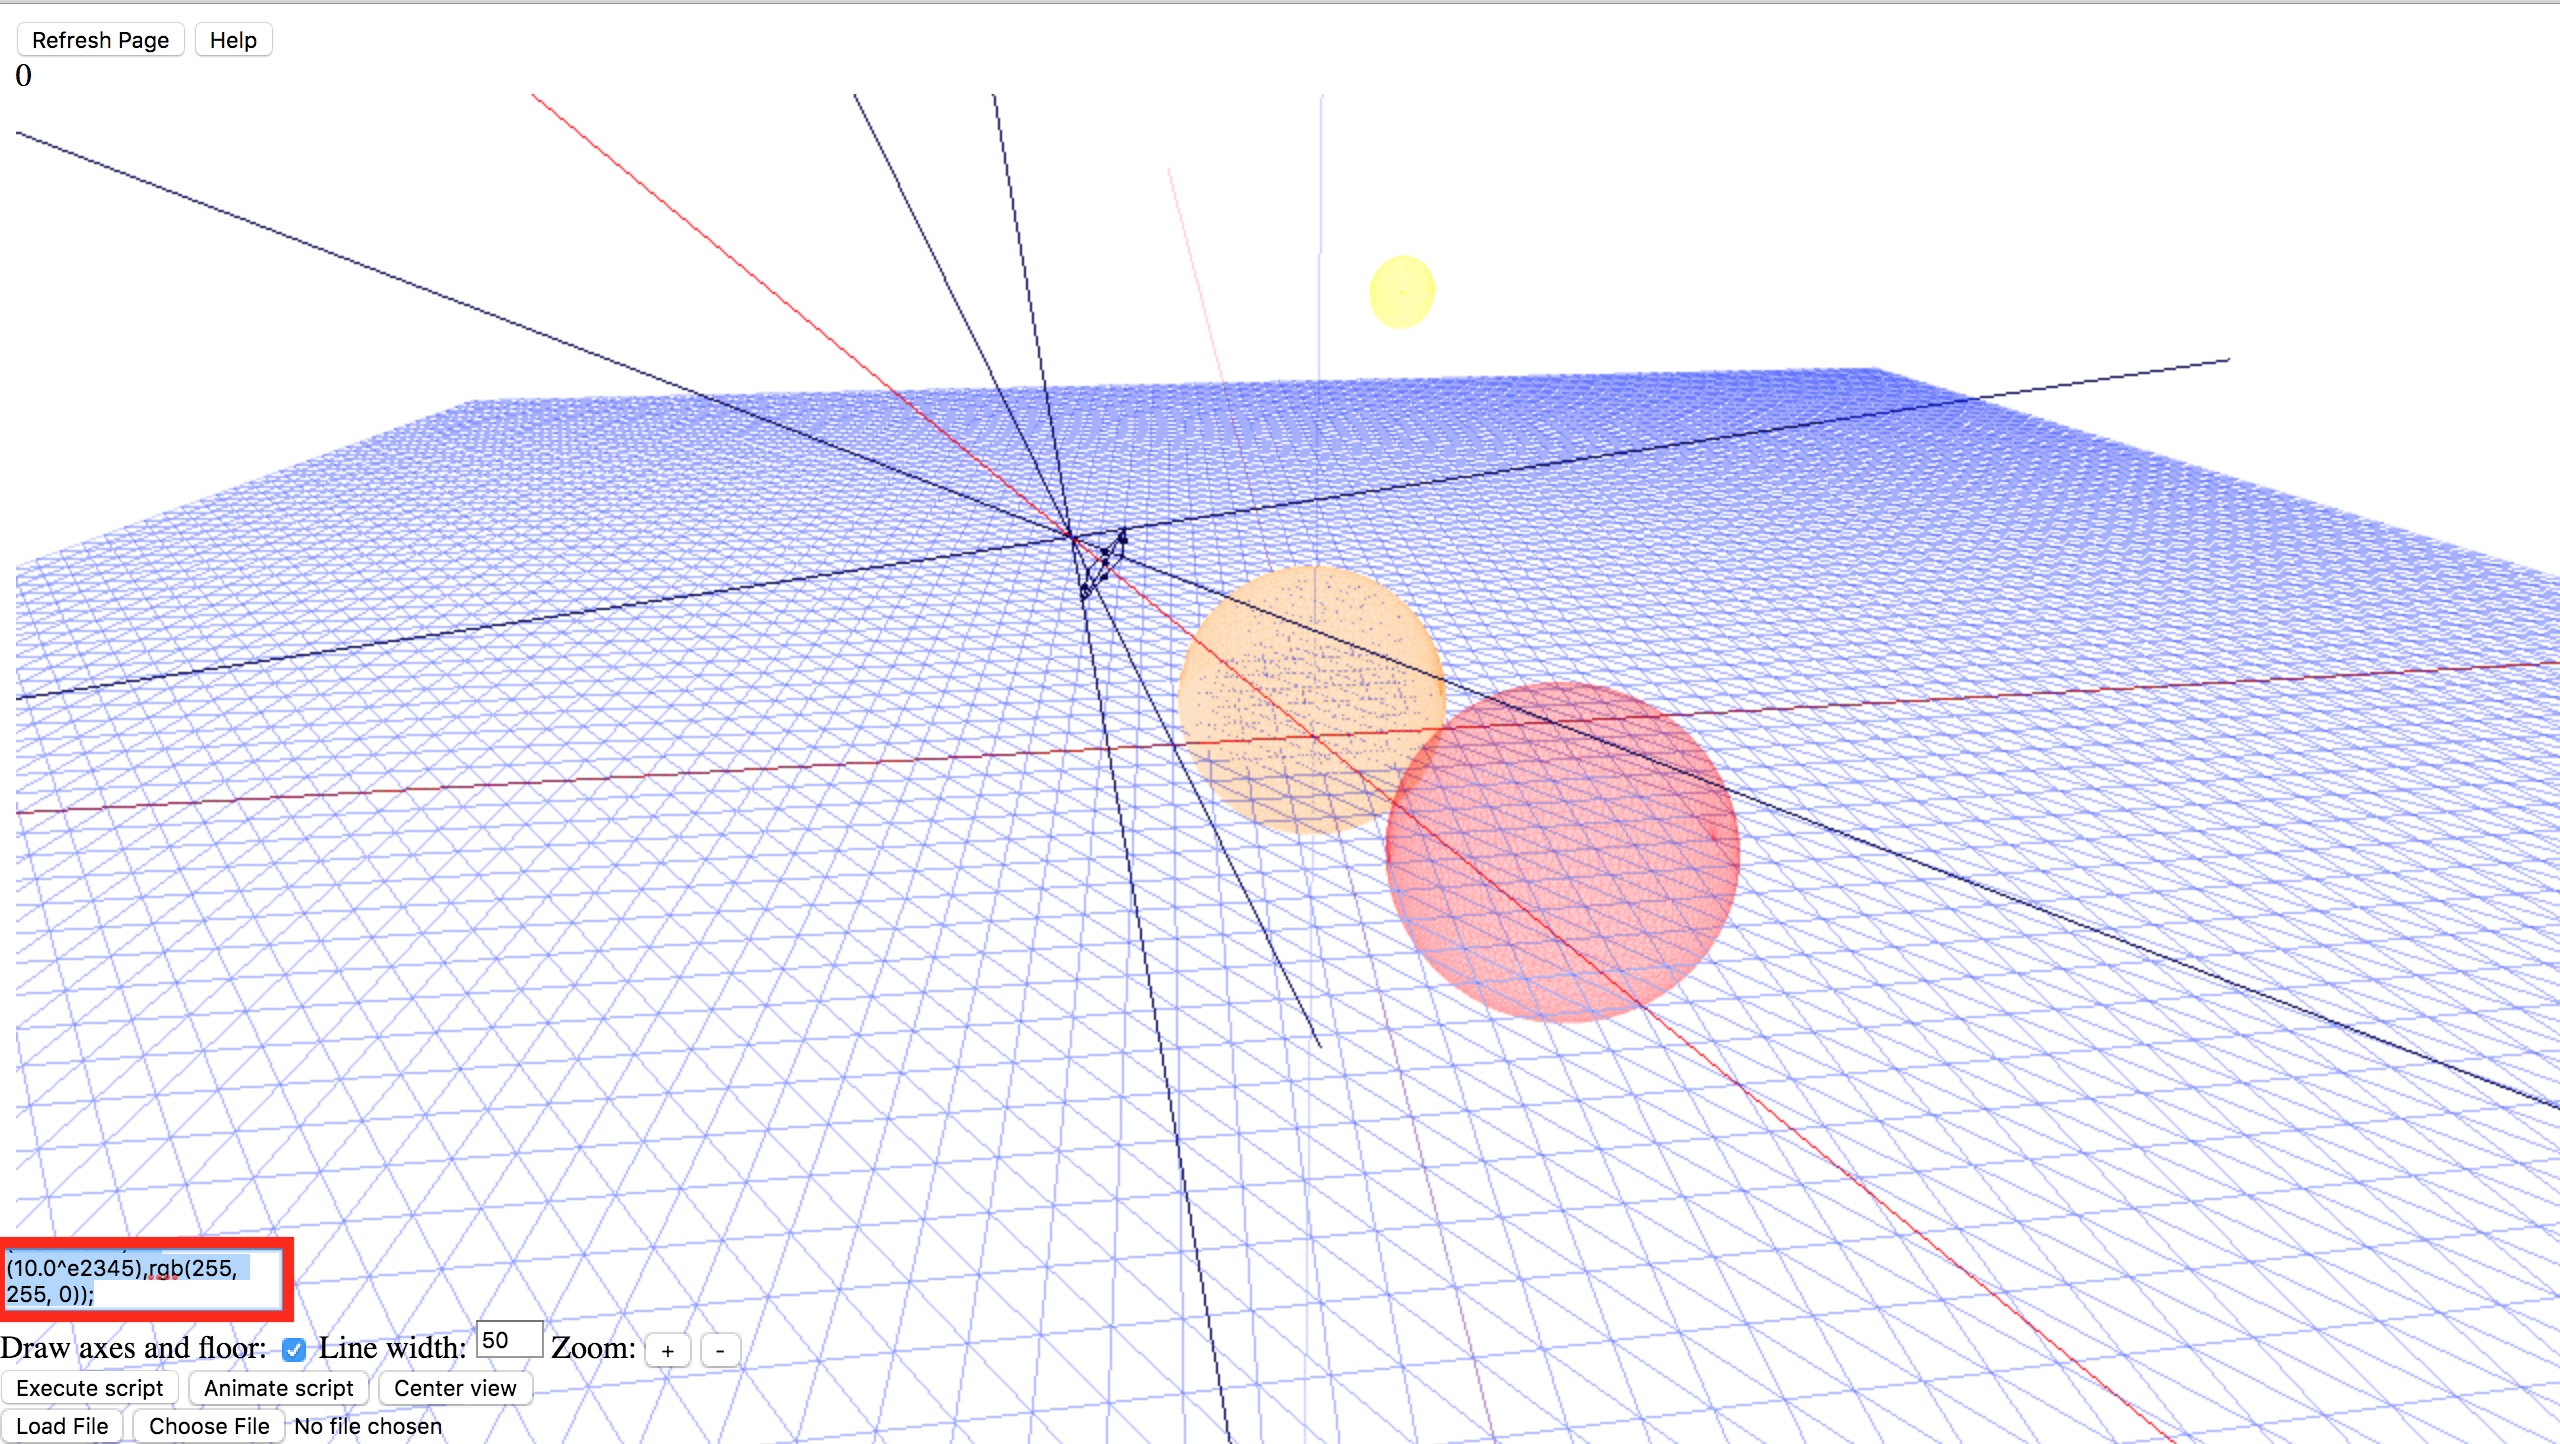 Refresh Page Help
0
(10.0^e2345),rgb(255,
255, 0));
Draw axes and floor: Line width: 50 Zoom: + -
Execute script Animate script Center view
Load File Choose File No file chosen